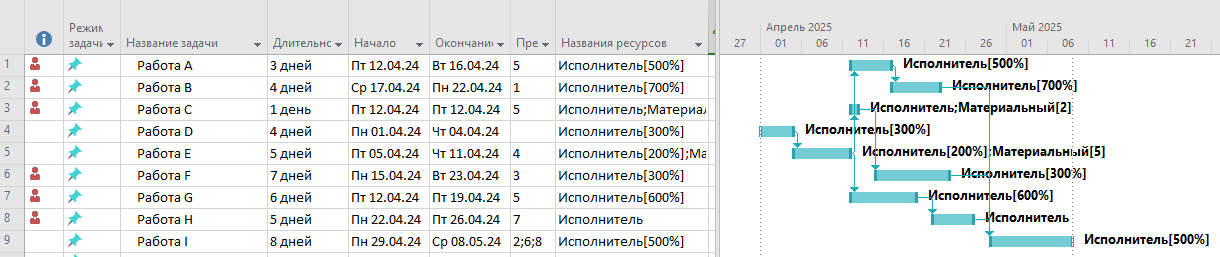 Режим задачи Название задачи Длительнс Начало Окончание Пре Названия ресурсов
Апрель 2025 Май 2025
27 01 06 11 16 21 26 01 06 11 16 21
1 Работа A 3 дней Пт 12.04.24 Вт 16.04.24 5 Исполнитель[500%] Исполнитель[500%]
2 Работа B 4 дней Ср 17.04.24 Пн 22.04.24 1 Исполнитель[700%] Исполнитель[700%]
3 Работа C 1 день Пт 12.04.24 Пт 12.04.24 5 Исполнитель;Материал Исполнитель;Материальный[2]
4 Работа D 4 дней Пн 01.04.24 Чт 04.04.24 Исполнитель[300%] Исполнитель[300%]
5 Работа E 5 дней Пт 05.04.24 Чт 11.04.24 4 Исполнитель[200%];Ма Исполнитель[200%];Материальный[5]
6 Работа F 7 дней Пн 15.04.24 Вт 23.04.24 3 Исполнитель[300%] Исполнитель[300%]
7 Работа G 6 дней Пт 12.04.24 Пт 19.04.24 5 Исполнитель[600%] Исполнитель[600%]
8 Работа H 5 дней Пн 22.04.24 Пт 26.04.24 7 Исполнитель Исполнитель
9 Работа I 8 дней Пн 29.04.24 Ср 08.05.24 2;6;8 Исполнитель[500%] Исполнитель[500%]